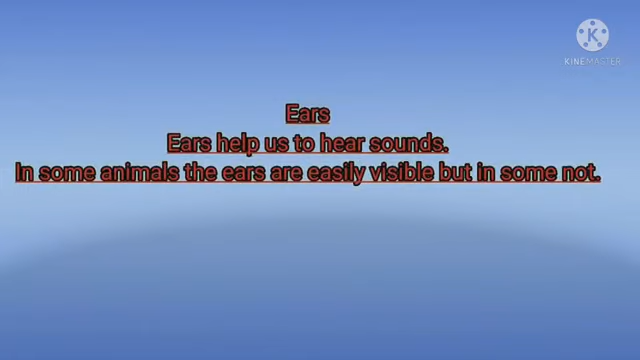 K
KINEMASTER
Ears
Ears help us to hear sounds.
In some animals the ears are easily visible but in some not.